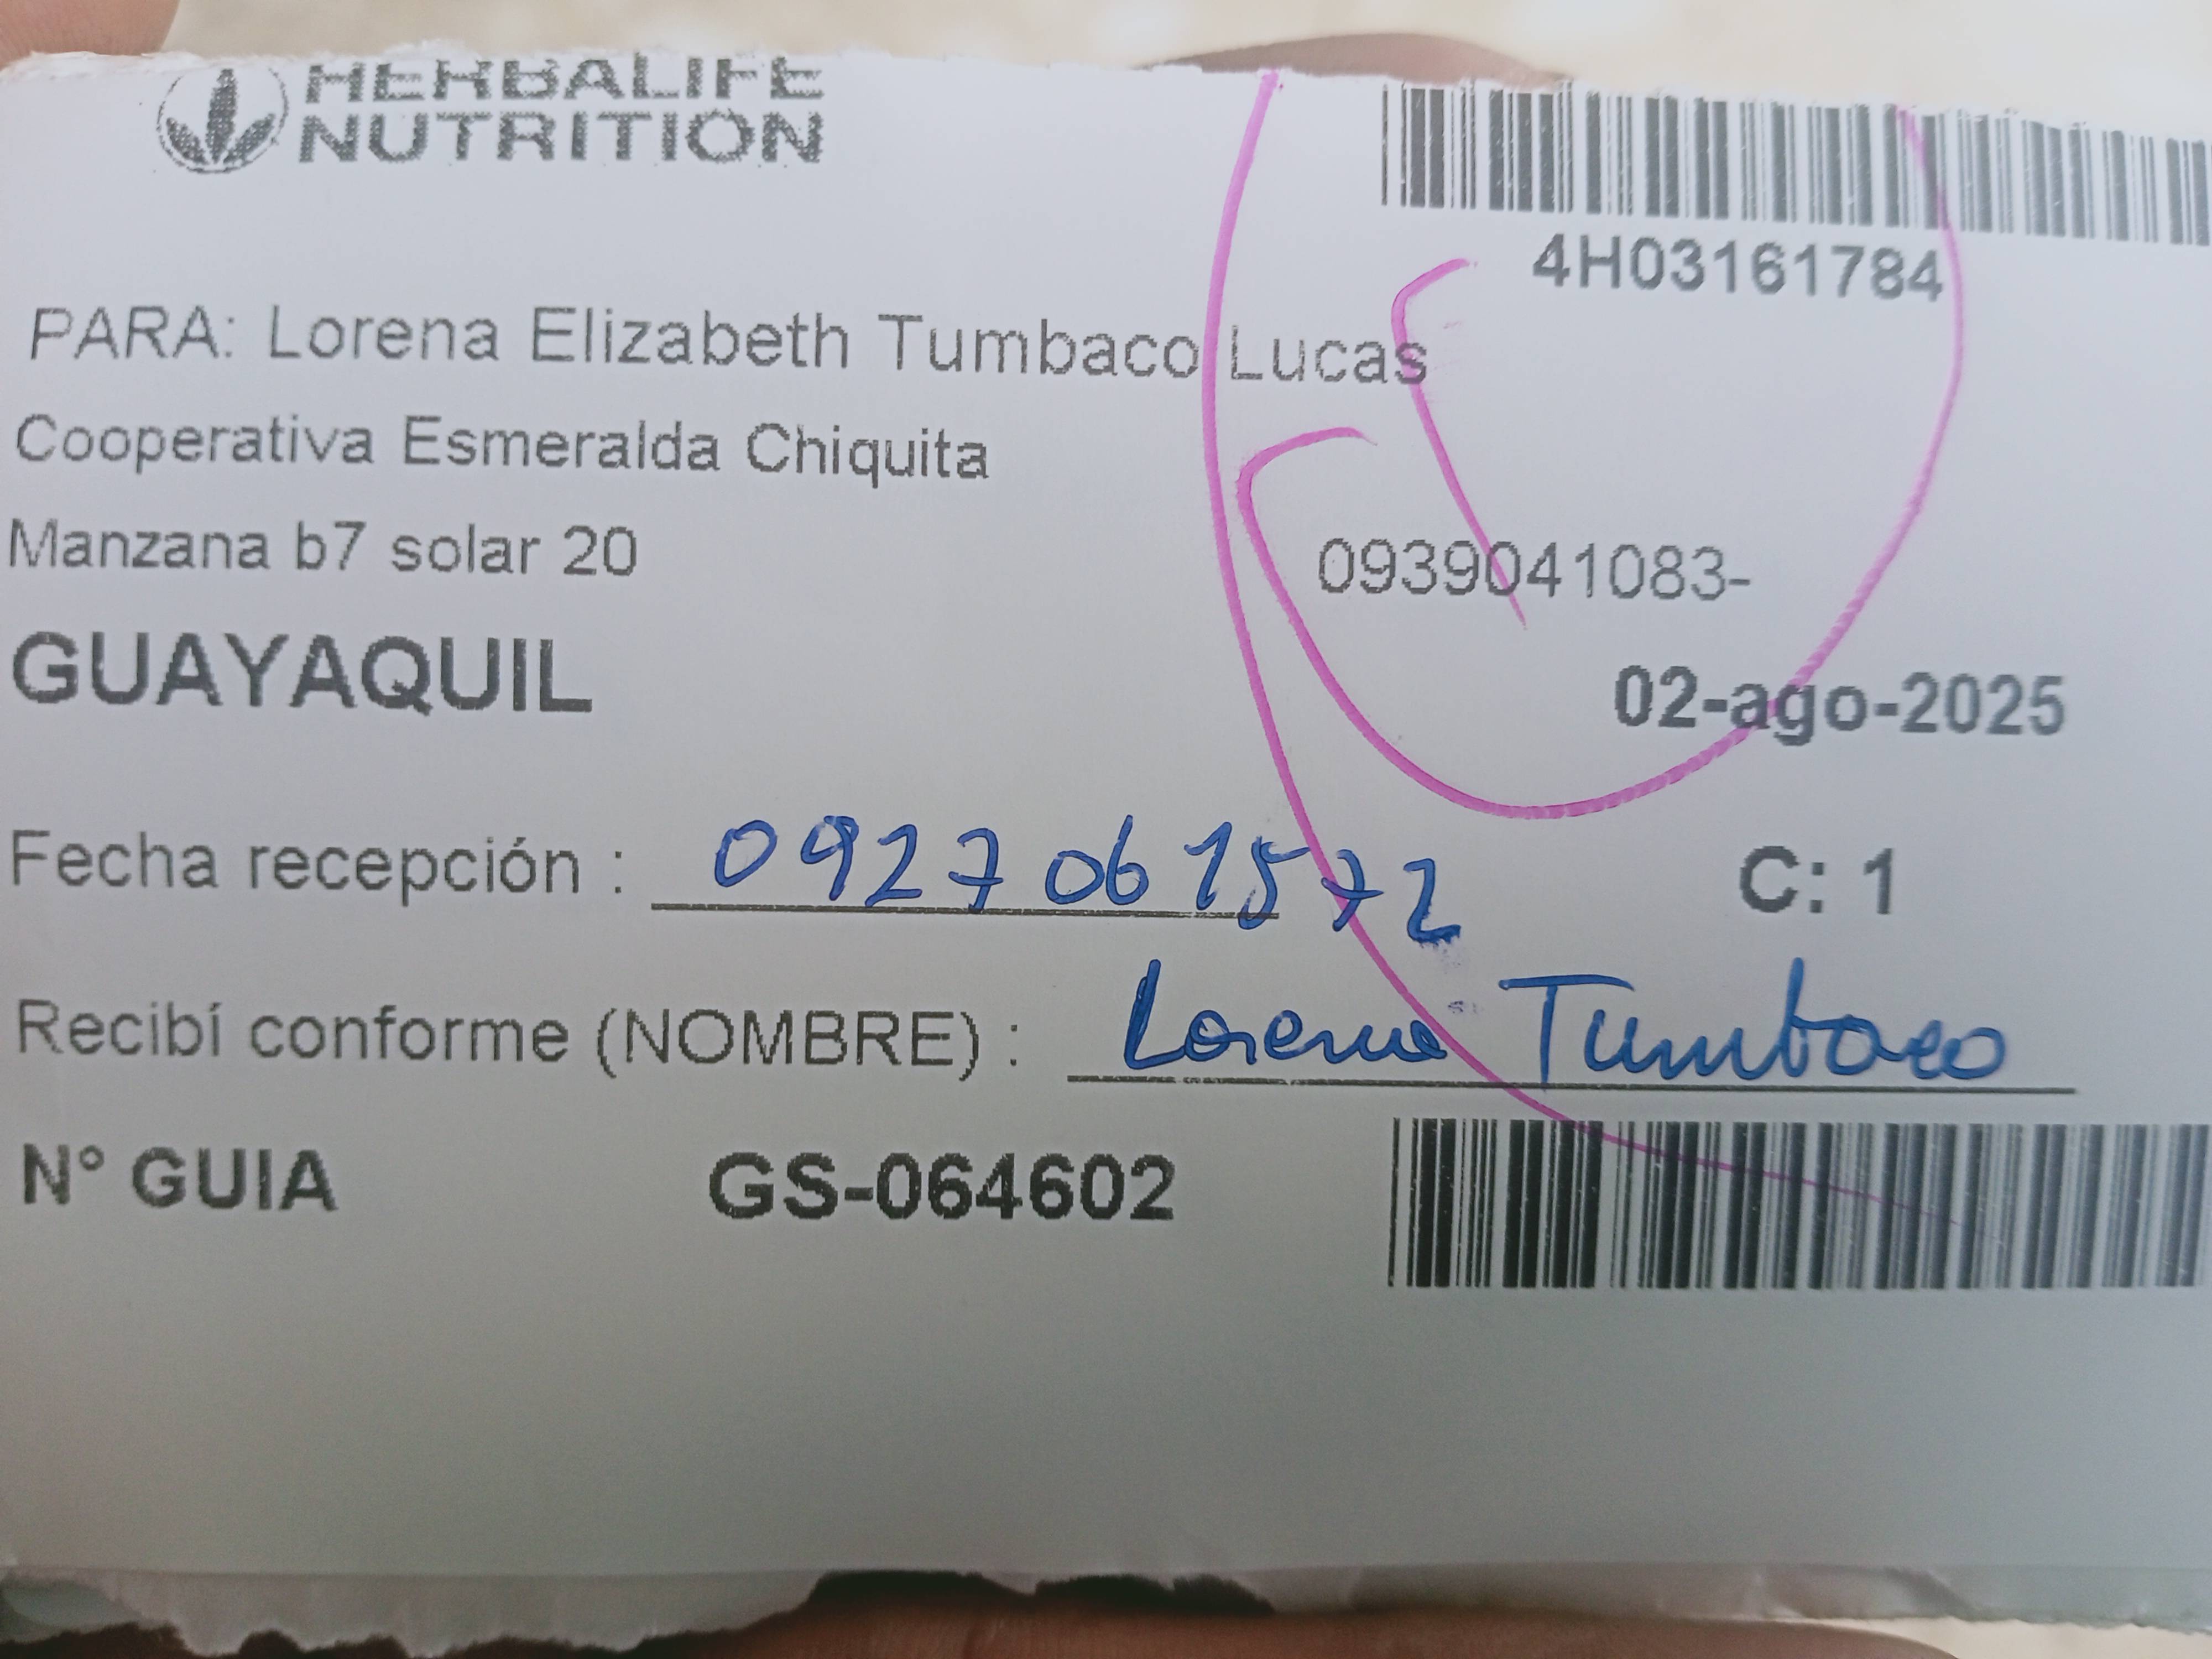 HERBALIFE
NUTRITION
4H03161784
PARA: Lorena Elizabeth Tumbaco Lucas
Cooperativa Esmeralda Chiquita
Manzana b7 solar 20
0939041083-
GUAYAQUIL
02-ago-2025
Fecha recepción : 0927061572
C: 1
Recibí conforme (NOMBRE) : Lorena Tumbaco
N° GUIA GS-064602